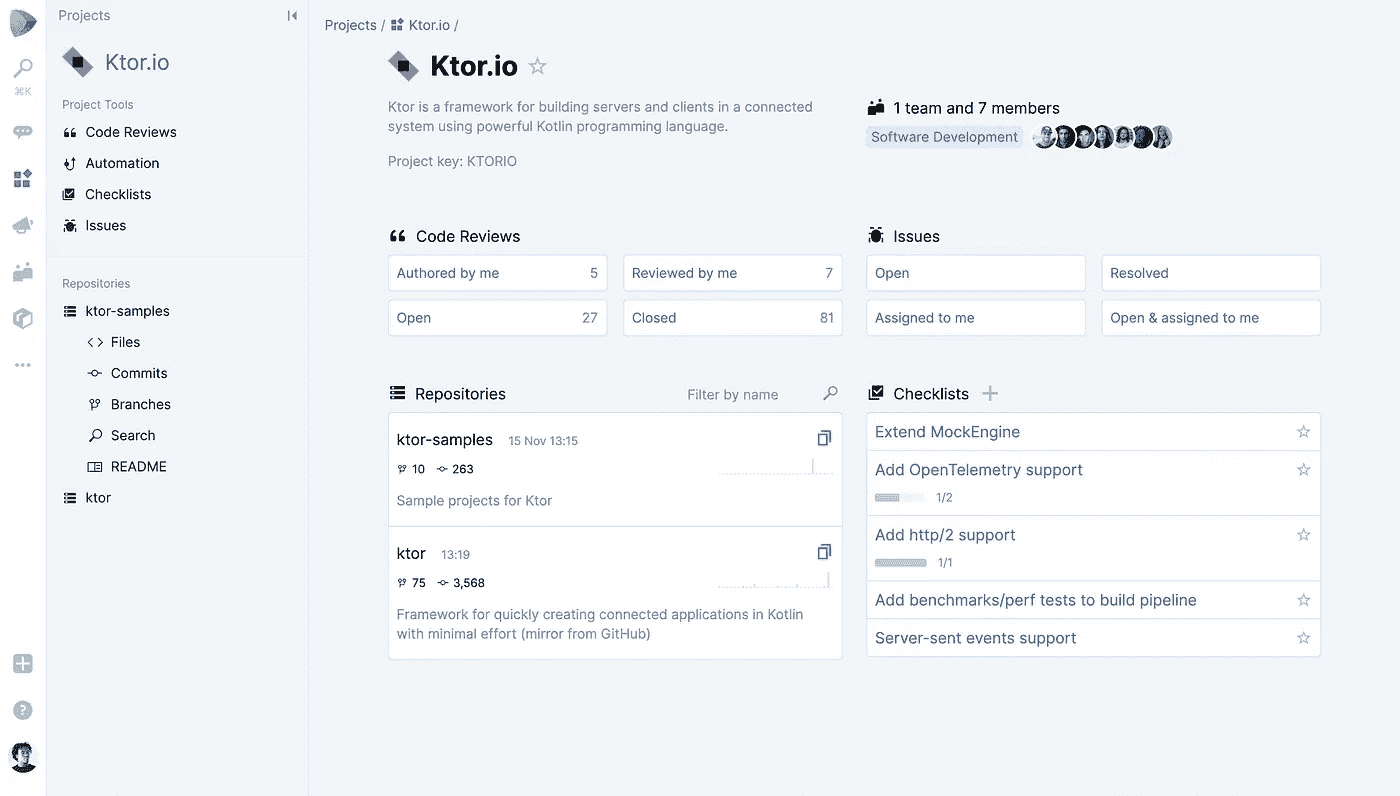 Projects
Ktor.io
⌘K
Project Tools
Code Reviews
Automation
Checklists
Issues
Repositories
ktor-samples
Files
Commits
Branches
Search
README
ktor
Projects / Ktor.io /
Ktor.io
Ktor is a framework for building servers and clients in a connected
system using powerful Kotlin programming language.
Project key: KTORIO
1 team and 7 members
Software Development
Code Reviews
Authored by me 5
Reviewed by me 7
Open 27
Closed 81
Issues
Open
Resolved
Assigned to me
Open & assigned to me
Repositories
Filter by name
ktor-samples 15 Nov 13:15
10 263
Sample projects for Ktor
ktor 13:19
75 3,568
Framework for quickly creating connected applications in Kotlin
with minimal effort (mirror from GitHub)
Checklists
Extend MockEngine
Add OpenTelemetry support
1/2
Add http/2 support
1/1
Add benchmarks/perf tests to build pipeline
Server-sent events support